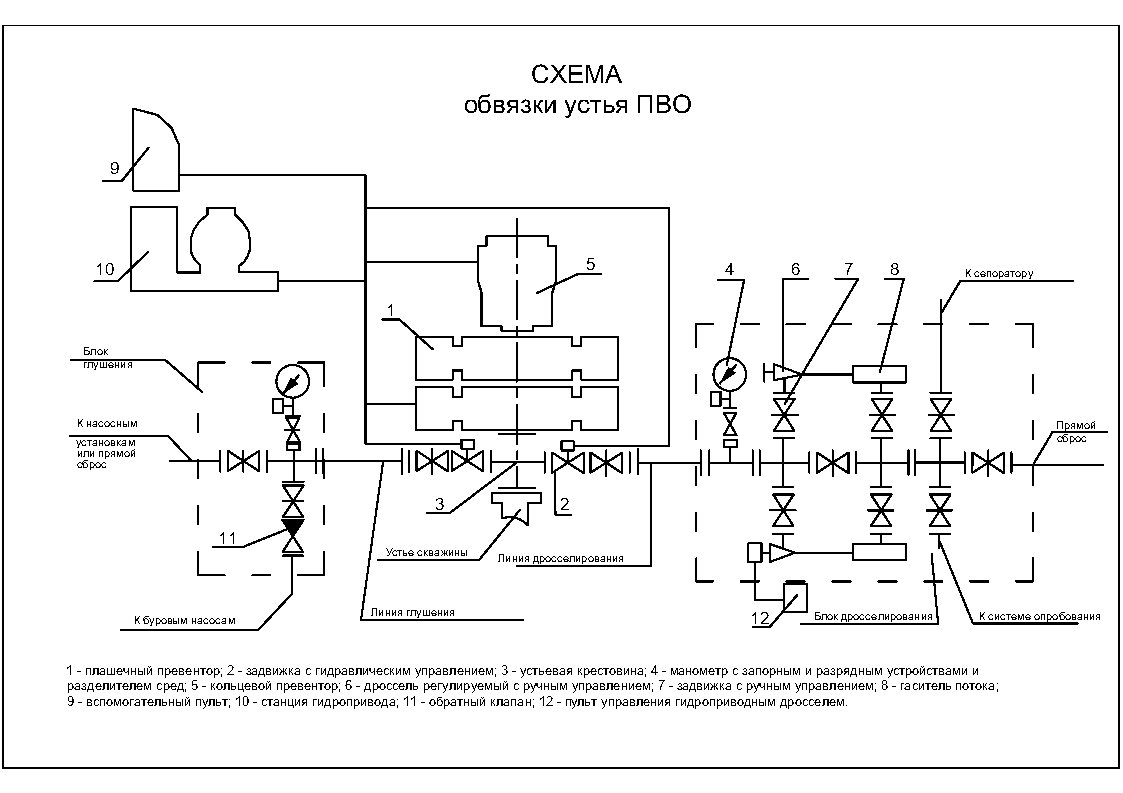 СХЕМА
обвязки устья ПВО
9
10
5
4
6
7
8
К сепоратору
1
Блок
глушения
К насосным
установкам
или прямой
сброс
Прямой
сброс
3
2
11
Устье скважины
Линия дросселирования
Линия глушения
К буровым насосам
12
Блок дросселирования
К системе опробования
1 - плашечный превентор; 2 - задвижка с гидравлическим управлением; 3 - устьевая крестовина; 4 - манометр с запорным и разрядным устройствами и
разделителем сред; 5 - кольцевой превентор; 6 - дроссель регулируемый с ручным управлением; 7 - задвижка с ручным управлением; 8 - гаситель потока;
9 - вспомогательный пульт; 10 - станция гидропривода; 11 - обратный клапан; 12 - пульт управления гидроприводным дросселем.